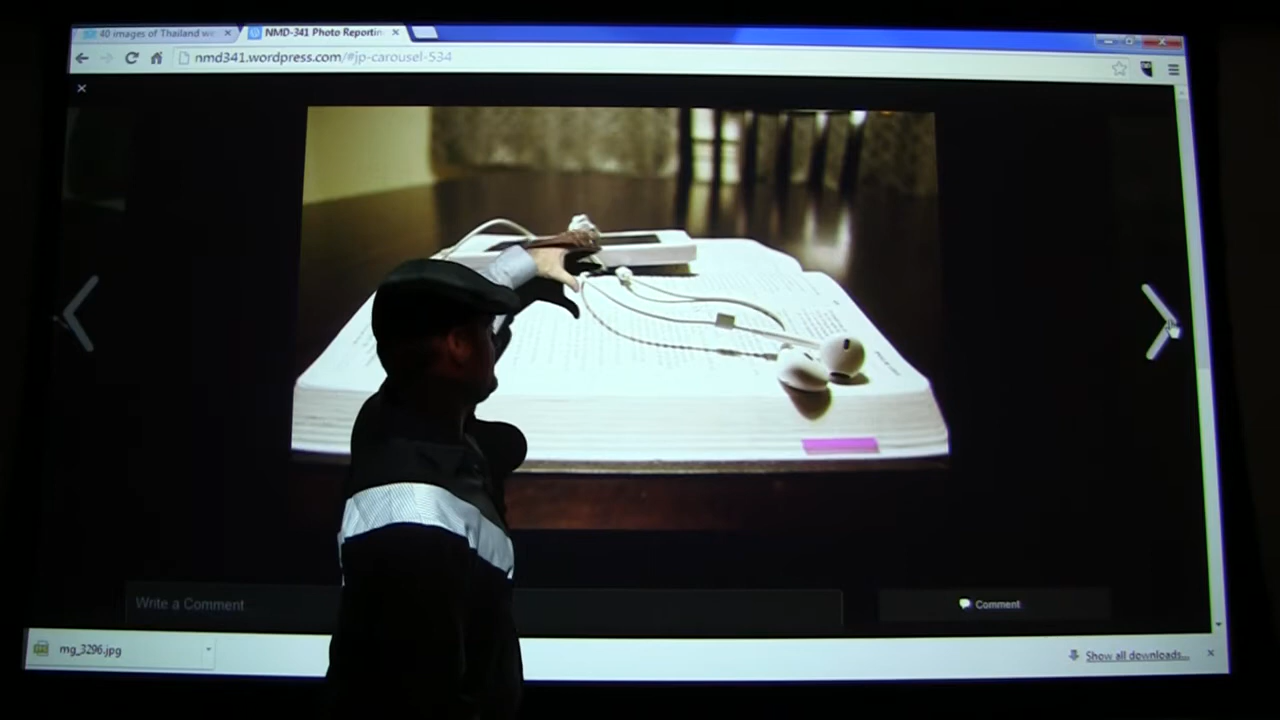 40 images of Thailand we
NMD-341 Photo Reportin
nmd341.wordpress.com/#jp-carousel-534
Write a Comment
Comment
mg_3296.jpg
Show all downloads...